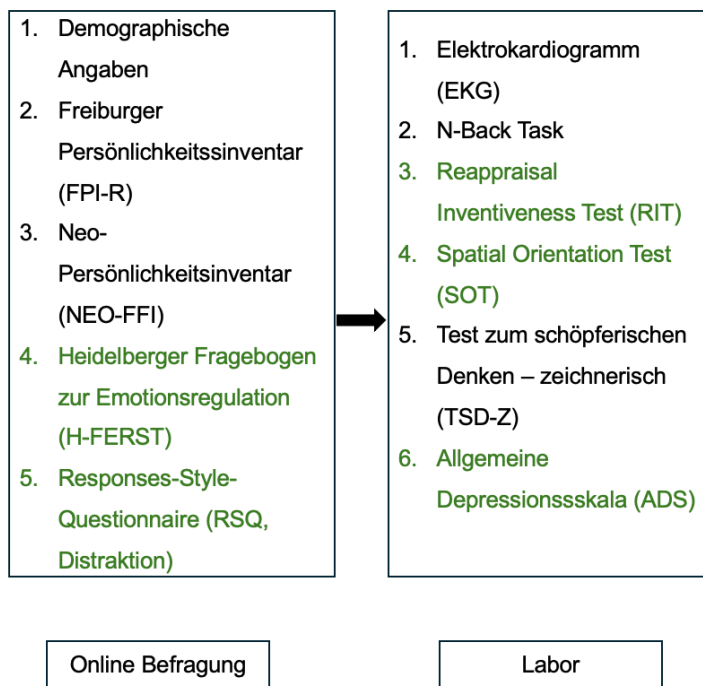 1. Demographische
Angaben
2. Freiburger
Persönlichkeitssinventar
(FPI-R)
3. Neo-
Persönlichkeitsinventar
(NEO-FFI)
4. Heidelberger Fragebogen
zur Emotionsregulation
(H-FERST)
5. Responses-Style-
Questionnaire (RSQ,
Distraktion)
1. Elektrokardiogramm
(EKG)
2. N-Back Task
3. Reappraisal
Inventiveness Test (RIT)
4. Spatial Orientation Test
(SOT)
5. Test zum schöpferischen
Denken – zeichnerisch
(TSD-Z)
6. Allgemeine
Depressionssskala (ADS)
Online Befragung
Labor